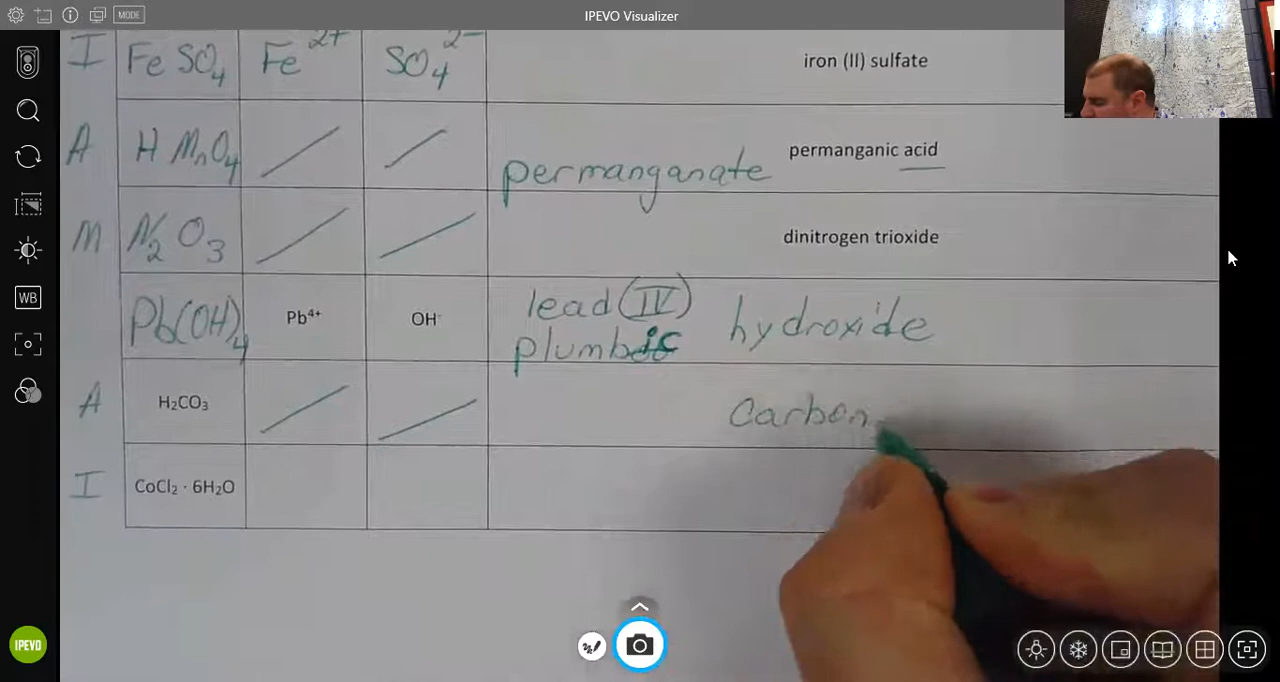 MODE
IPEVO Visualizer
I FeSO4 Fe2+ SO42- iron (II) sulfate
A HMnO4 permanganate permanganic acid
M N2O3 dinitrogen trioxide
Pb(OH)4 Pb4+ OH- lead (IV) hydroxide
plumbic
A H2CO3 Carbon
I CoCl2 · 6H2O
WB
IPEVO